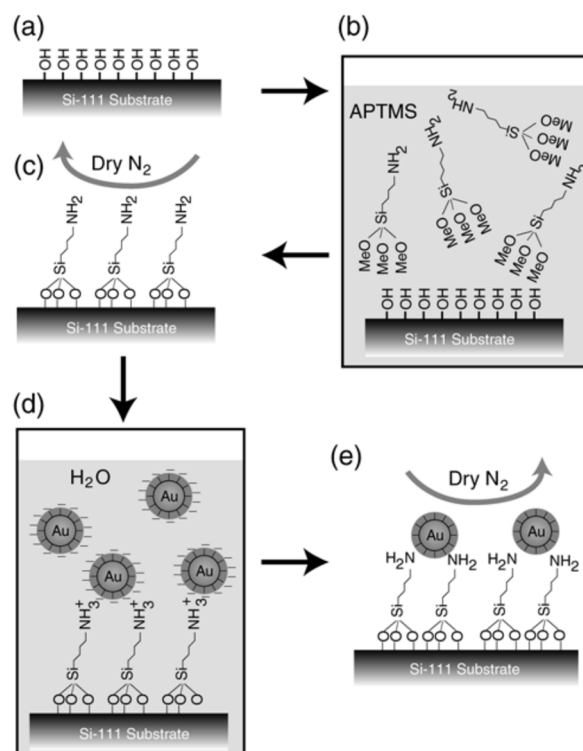 (a)
OH OH OH OH OH OH OH OH OH
Si-111 Substrate
(b)
APTMS
NH2 Si MeO MeO MeO
NH2 Si MeO MeO MeO
NH2 Si MeO MeO MeO
NH2 Si MeO MeO MeO
OH OH OH OH OH OH OH OH OH
Si-111 Substrate
(c)
Dry N2
NH2 NH2 NH2
Si Si Si
O O O O O O O O O
Si-111 Substrate
(d)
H2O
Au
Au
Au
Au
NH3+ NH3+ NH3+
Si Si Si
O O O O O O O O O
Si-111 Substrate
(e)
Dry N2
Au Au
H2N NH2 H2N NH2
Si Si Si Si
O O O O O O O O O O O O
Si-111 Substrate